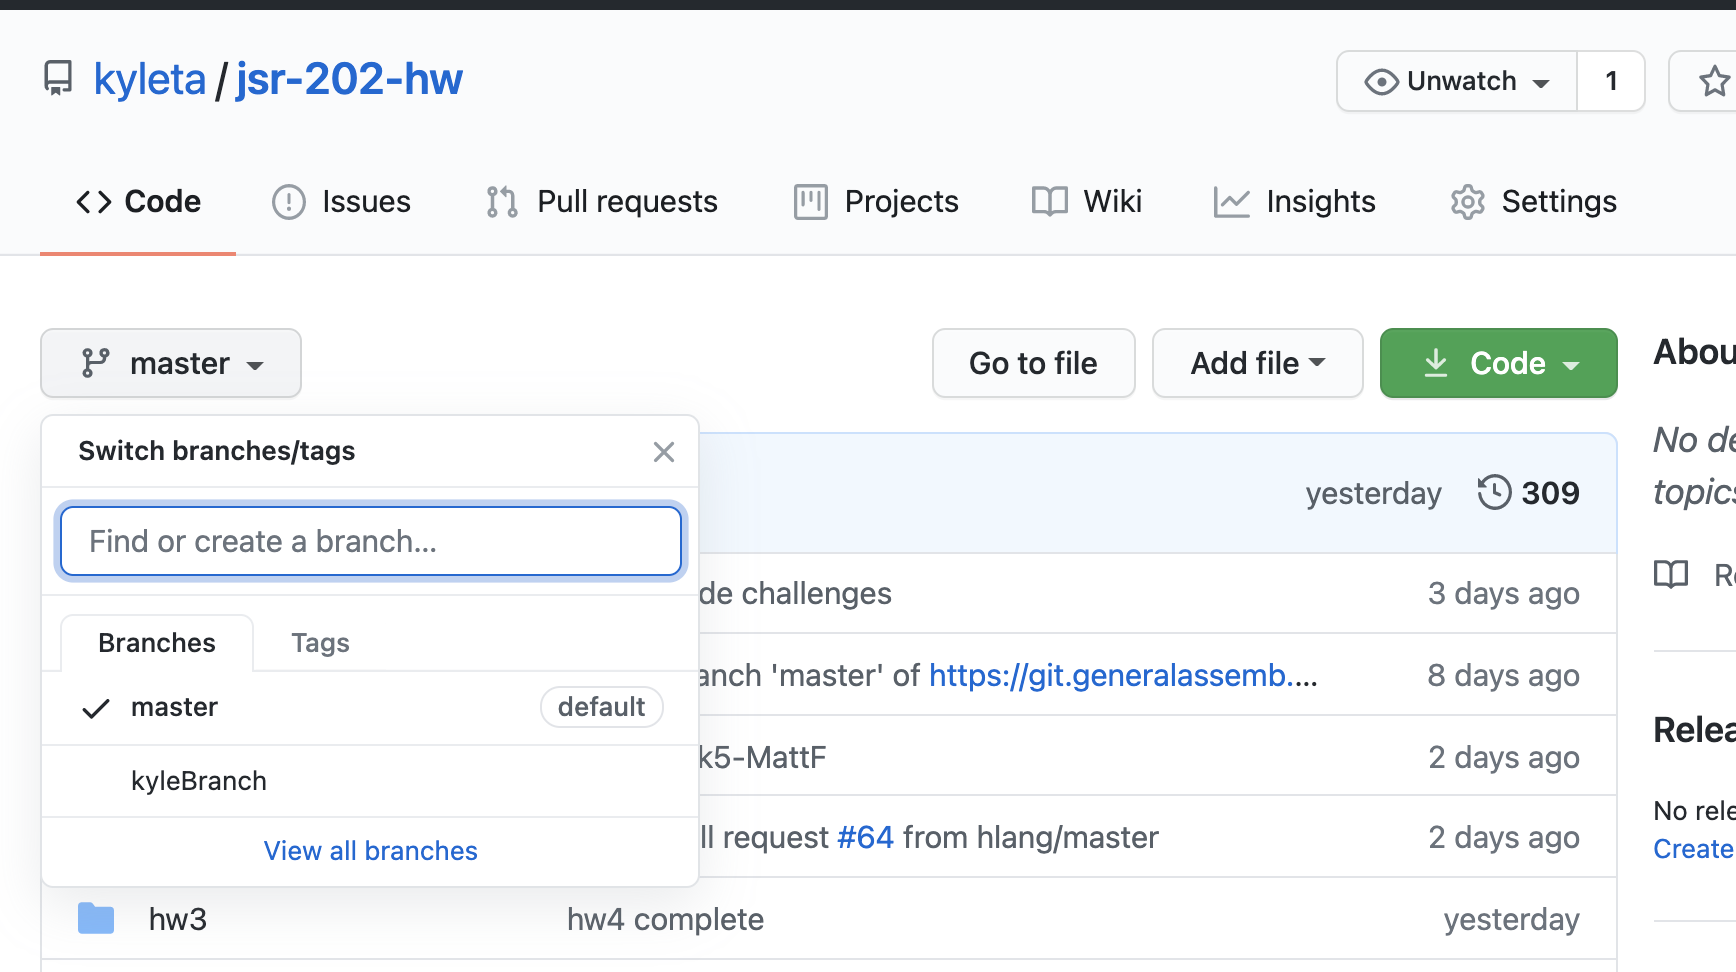 kyleta / jsr-202-hw
Unwatch 1
Code Issues Pull requests Projects Wiki Insights Settings
master Go to file Add file Code
Switch branches/tags
Find or create a branch...
Branches Tags
master default
kyleBranch
View all branches
yesterday 309
de challenges 3 days ago
anch 'master' of https://git.generalassemb.... 8 days ago
k5-MattF 2 days ago
ll request #64 from hlang/master 2 days ago
hw3 hw4 complete yesterday
Abou
No de
topics
Re
Relea
No rele
Create